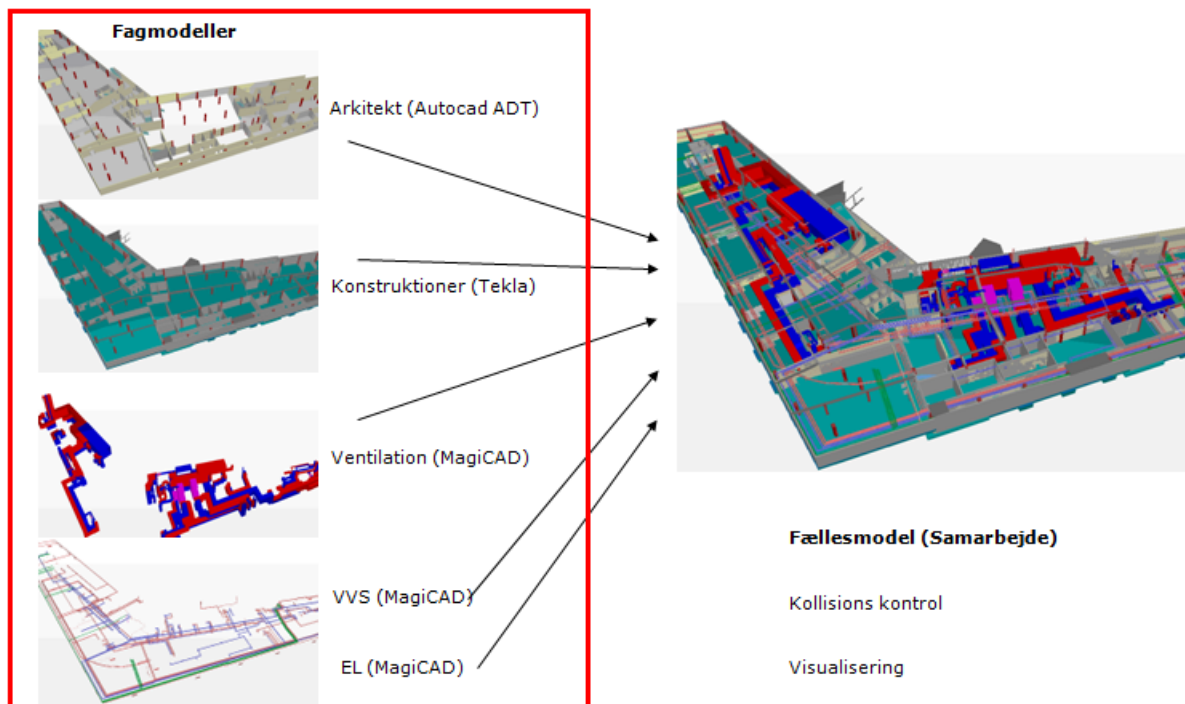 Fagmodeller
Arkitekt (Autocad ADT)
Konstruktioner (Tekla)
Ventilation (MagiCAD)
VVS (MagiCAD)
EL (MagiCAD)
Fællesmodel (Samarbejde)
Kollisions kontrol
Visualisering